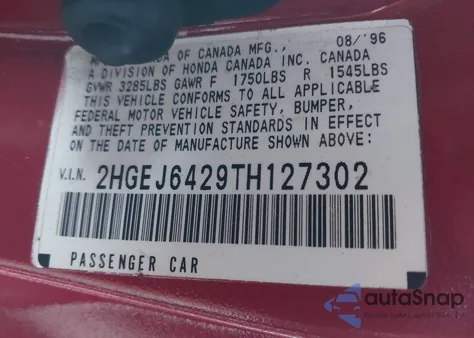 OF CANADA MFG., 08/'96
A DIVISION OF HONDA CANADA INC. CANADA
GVWR 3285LBS GAWR F 1750LBS R 1545LBS
THIS VEHICLE CONFORMS TO ALL APPLICABLE
FEDERAL MOTOR VEHICLE SAFETY, BUMPER,
AND THEFT PREVENTION STANDARDS IN EFFECT
ON THE DATE OF MANUFACTURE SHOWN ABOVE:
V.I.N. 2HGEJ6429TH127302
PASSENGER CAR
autoSnap